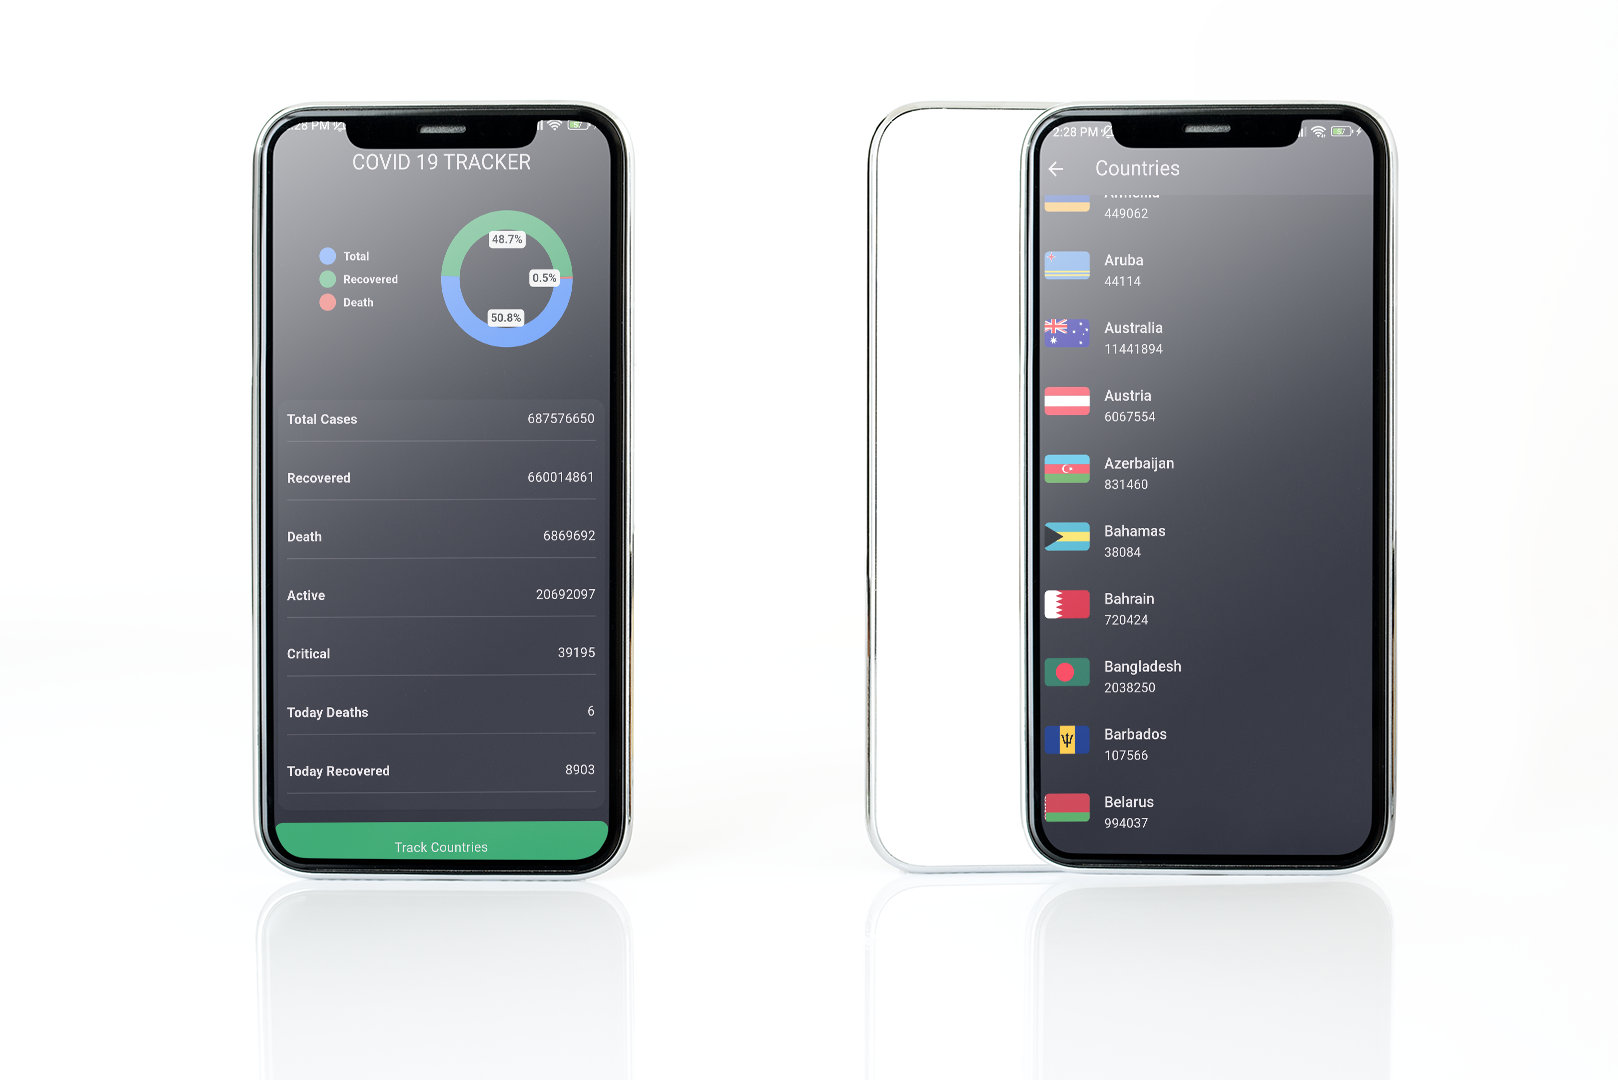 :28 PM
COVID 19 TRACKER
Total
Recovered
Death
48.7%
0.5%
50.8%
Total Cases 687576650
Recovered 660014861
Death 6869692
Active 20692097
Critical 39195
Today Deaths 6
Today Recovered 8903
Track Countries
2:28 PM
Countries
Armenia
449062
Aruba
44114
Australia
11441894
Austria
6067554
Azerbaijan
831460
Bahamas
38084
Bahrain
720424
Bangladesh
2038250
Barbados
107566
Belarus
994037